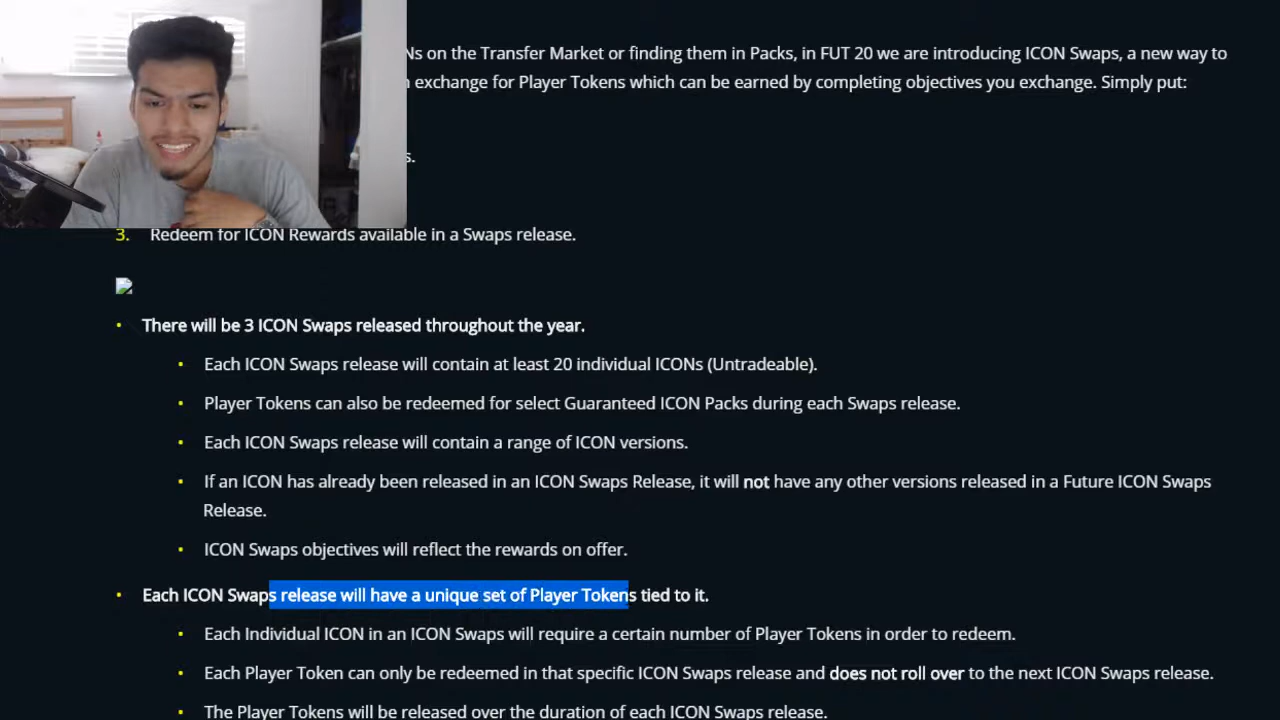 Ns on the Transfer Market or finding them in Packs, in FUT 20 we are introducing ICON Swaps, a new way to
exchange for Player Tokens which can be earned by completing objectives you exchange. Simply put:
s.
3. Redeem for ICON Rewards available in a Swaps release.
• There will be 3 ICON Swaps released throughout the year.
• Each ICON Swaps release will contain at least 20 individual ICONs (Untradeable).
• Player Tokens can also be redeemed for select Guaranteed ICON Packs during each Swaps release.
• Each ICON Swaps release will contain a range of ICON versions.
• If an ICON has already been released in an ICON Swaps Release, it will not have any other versions released in a Future ICON Swaps
Release.
• ICON Swaps objectives will reflect the rewards on offer.
• Each ICON Swaps release will have a unique set of Player Tokens tied to it.
• Each Individual ICON in an ICON Swaps will require a certain number of Player Tokens in order to redeem.
• Each Player Token can only be redeemed in that specific ICON Swaps release and does not roll over to the next ICON Swaps release.
• The Player Tokens will be released over the duration of each ICON Swaps release.